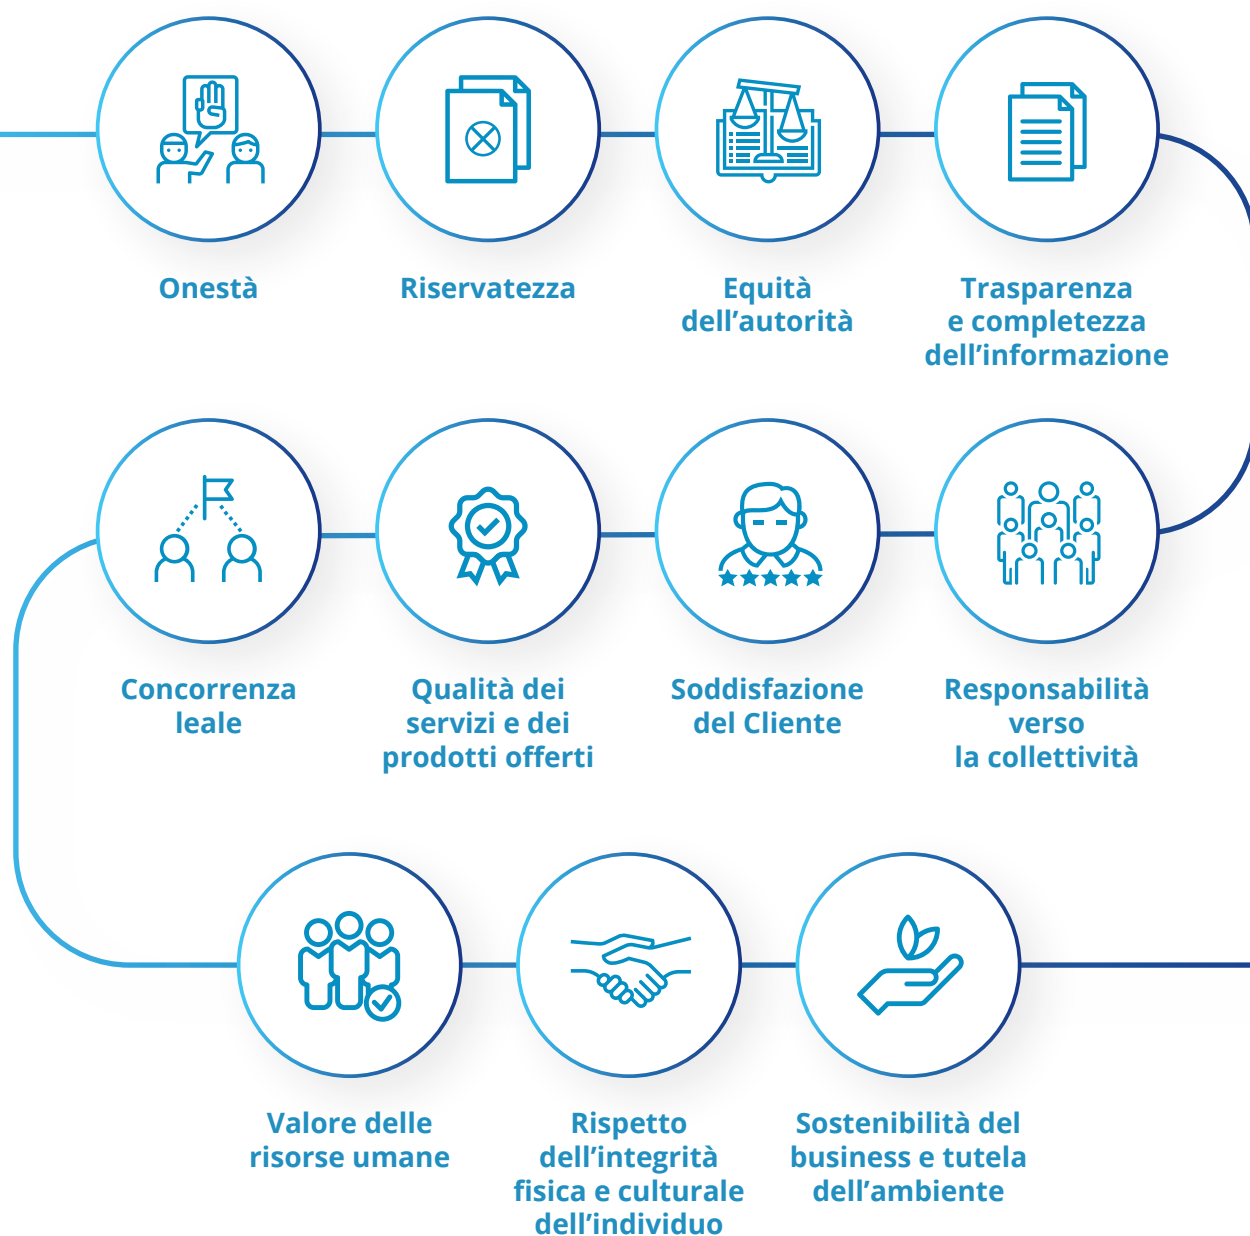 Onestà
Riservatezza
Equità
dell’autorità
Trasparenza
e completezza
dell’informazione
Concorrenza
leale
Qualità dei
servizi e dei
prodotti offerti
Soddisfazione
del Cliente
Responsabilità
verso
la collettività
Valore delle
risorse umane
Rispetto
dell’integrità
fisica e culturale
dell’individuo
Sostenibilità del
business e tutela
dell’ambiente